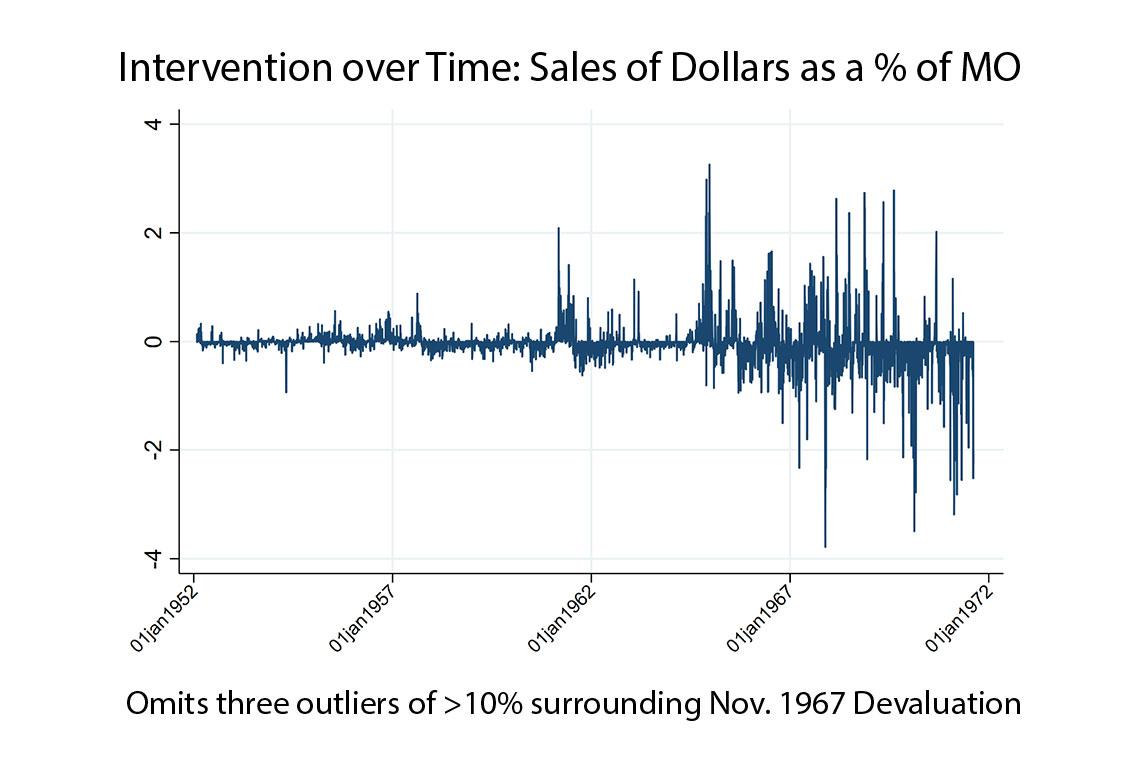 Intervention over Time: Sales of Dollars as a % of MO
4
2
0
-2
-4
01jan1952
01jan1957
01jan1962
01jan1967
01jan1972
Omits three outliers of >10% surrounding Nov. 1967 Devaluation